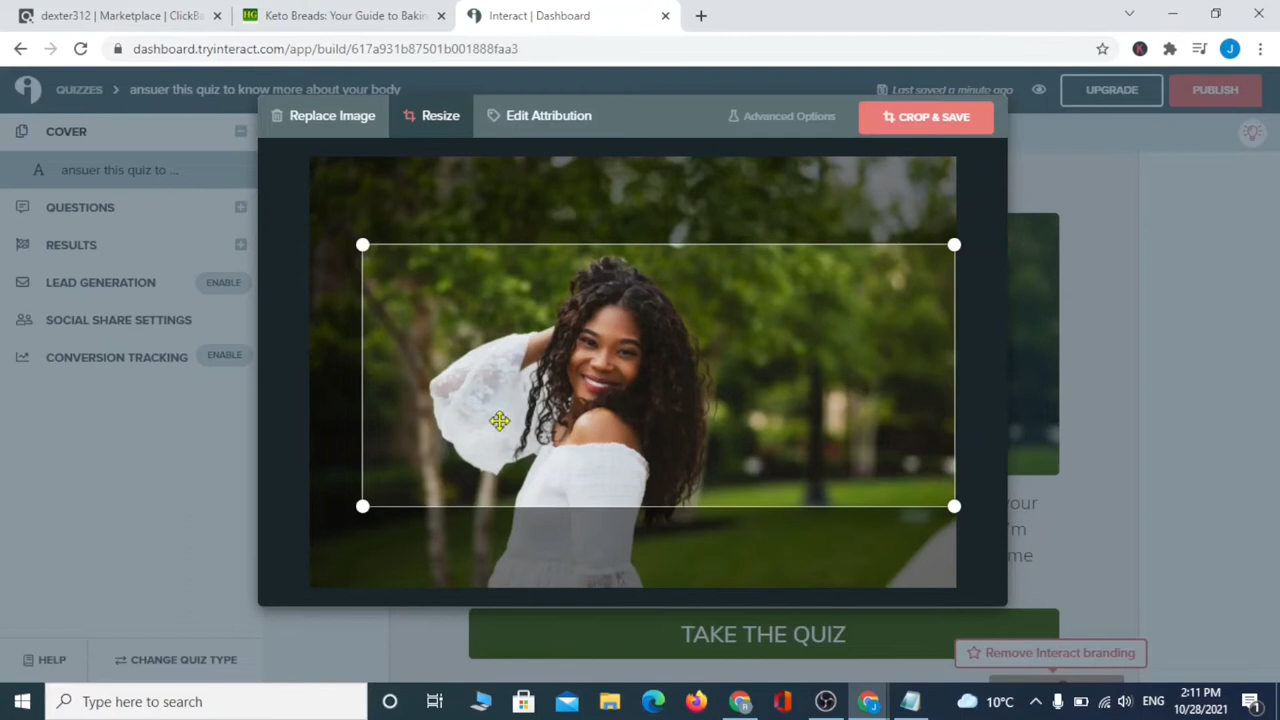 dexter312 | Marketplace | ClickBa
Keto Breads: Your Guide to Bakin
Interact | Dashboard
dashboard.tryinteract.com/app/build/617a931b87501b001888faa3
QUIZZES > ansuer this quiz to know more about your body
Last saved a minute ago
UPGRADE
PUBLISH
Replace Image
Resize
Edit Attribution
Advanced Options
CROP & SAVE
COVER
ansuer this quiz to ...
QUESTIONS
RESULTS
LEAD GENERATION
ENABLE
SOCIAL SHARE SETTINGS
CONVERSION TRACKING
ENABLE
your
'm
me
TAKE THE QUIZ
Remove Interact branding
HELP
CHANGE QUIZ TYPE
Type here to search
10°C
ENG
2:11 PM
10/28/2021